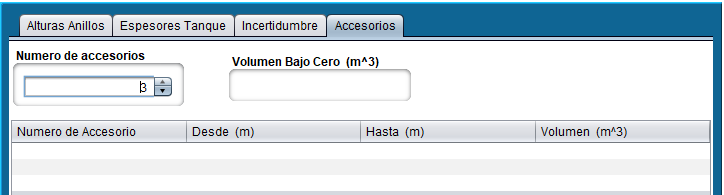 Alturas Anillos Espesores Tanque Incertidumbre Accesorios
Numero de accesorios
Volumen Bajo Cero (m^3)
3
Numero de Accesorio Desde (m) Hasta (m) Volumen (m^3)